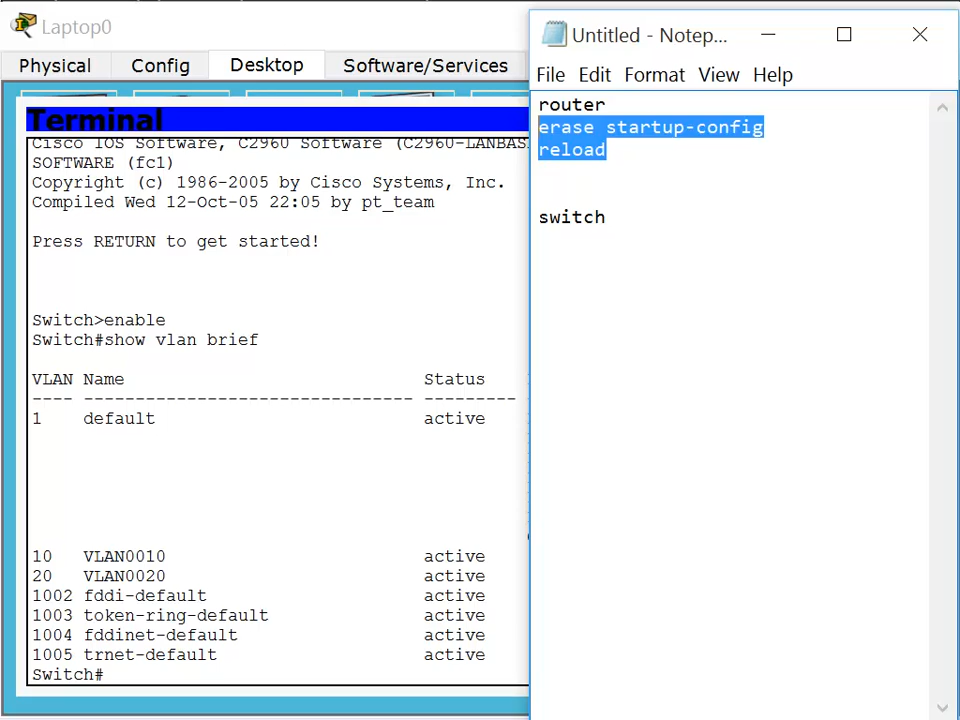 Laptop0
Physical Config Desktop Software/Services
Terminal
Cisco IOS Software, C2960 Software (C2960-LANBAS
SOFTWARE (fc1)
Copyright (c) 1986-2005 by Cisco Systems, Inc.
Compiled Wed 12-Oct-05 22:05 by pt_team
Press RETURN to get started!
Switch>enable
Switch#show vlan brief
VLAN Name Status
---- -------------------------------- ---------
1 default active
10 VLAN0010 active
20 VLAN0020 active
1002 fddi-default active
1003 token-ring-default active
1004 fddinet-default active
1005 trnet-default active
Switch#
Untitled - Notep...
File Edit Format View Help
router
erase startup-config
reload
switch